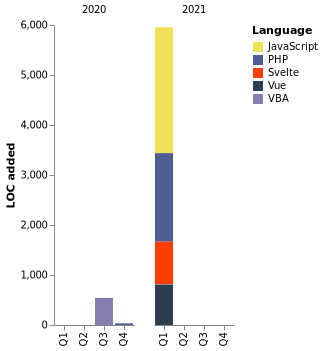 2020 2021
Language
JavaScript
PHP
Svelte
Vue
VBA
LOC added
6,000
5,000
4,000
3,000
2,000
1,000
0
Q1 Q2 Q3 Q4 Q1 Q2 Q3 Q4